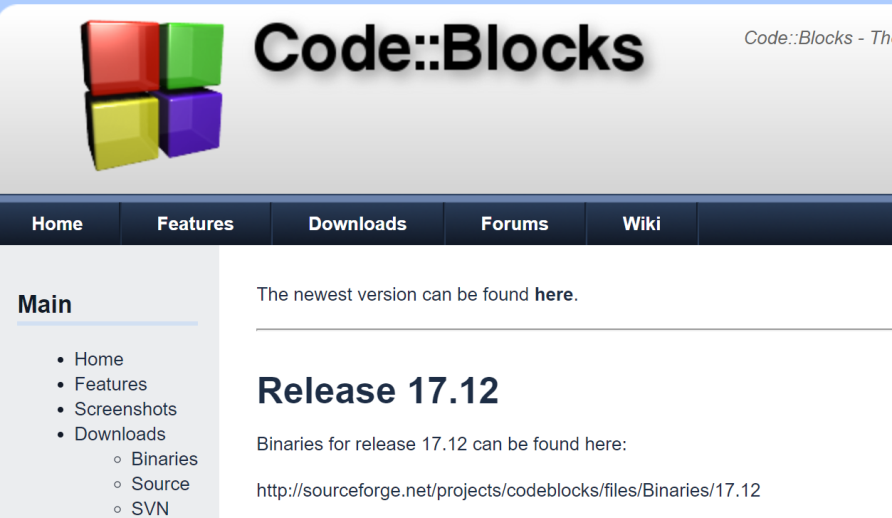 Code::Blocks
Code::Blocks - The
Home Features Downloads Forums Wiki
Main
Home
Features
Screenshots
Downloads
Binaries
Source
SVN
The newest version can be found here.
Release 17.12
Binaries for release 17.12 can be found here:
http://sourceforge.net/projects/codeblocks/files/Binaries/17.12